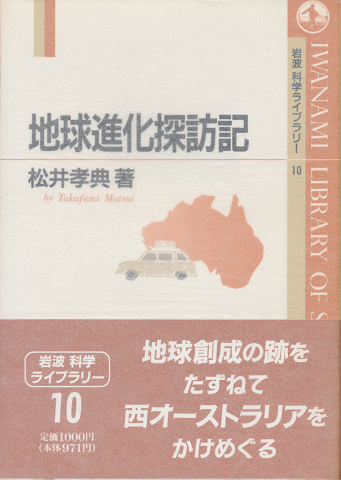 地球進化探訪記
松井孝典 著
by Takafumi Matsui
岩波 科学ライブラリー
10
IWANAMI LIBRARY OF S
岩波 科学
ライブラリー
10
定価1000円
(本体971円)
地球創成の跡を
たずねて
西オーストラリアを
かけめぐる